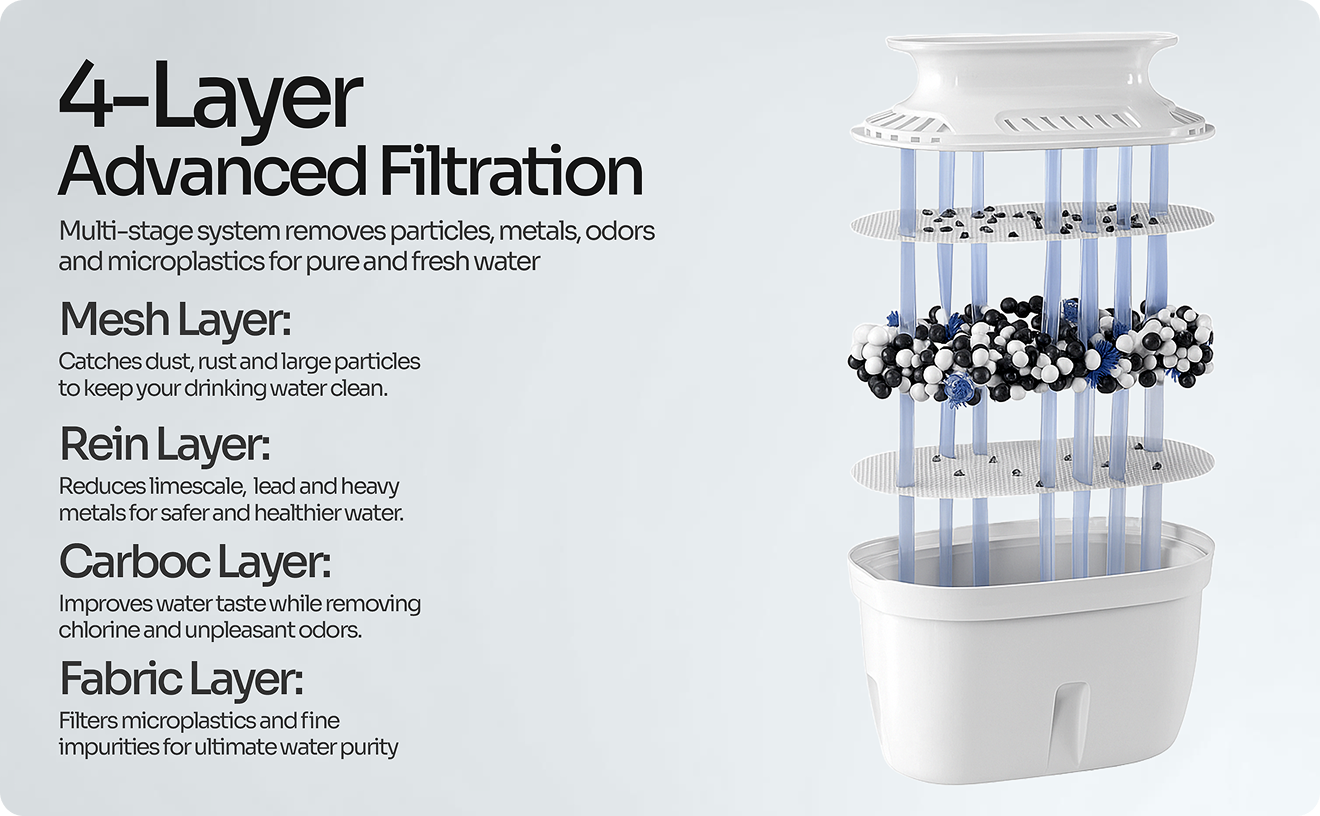 4-Layer
Advanced Filtration
Multi-stage system removes particles, metals, odors
and microplastics for pure and fresh water
Mesh Layer:
Catches dust, rust and large particles
to keep your drinking water clean.
Rein Layer:
Reduces limescale, lead and heavy
metals for safer and healthier water.
Carboc Layer:
Improves water taste while removing
chlorine and unpleasant odors.
Fabric Layer:
Filters microplastics and fine
impurities for ultimate water purity